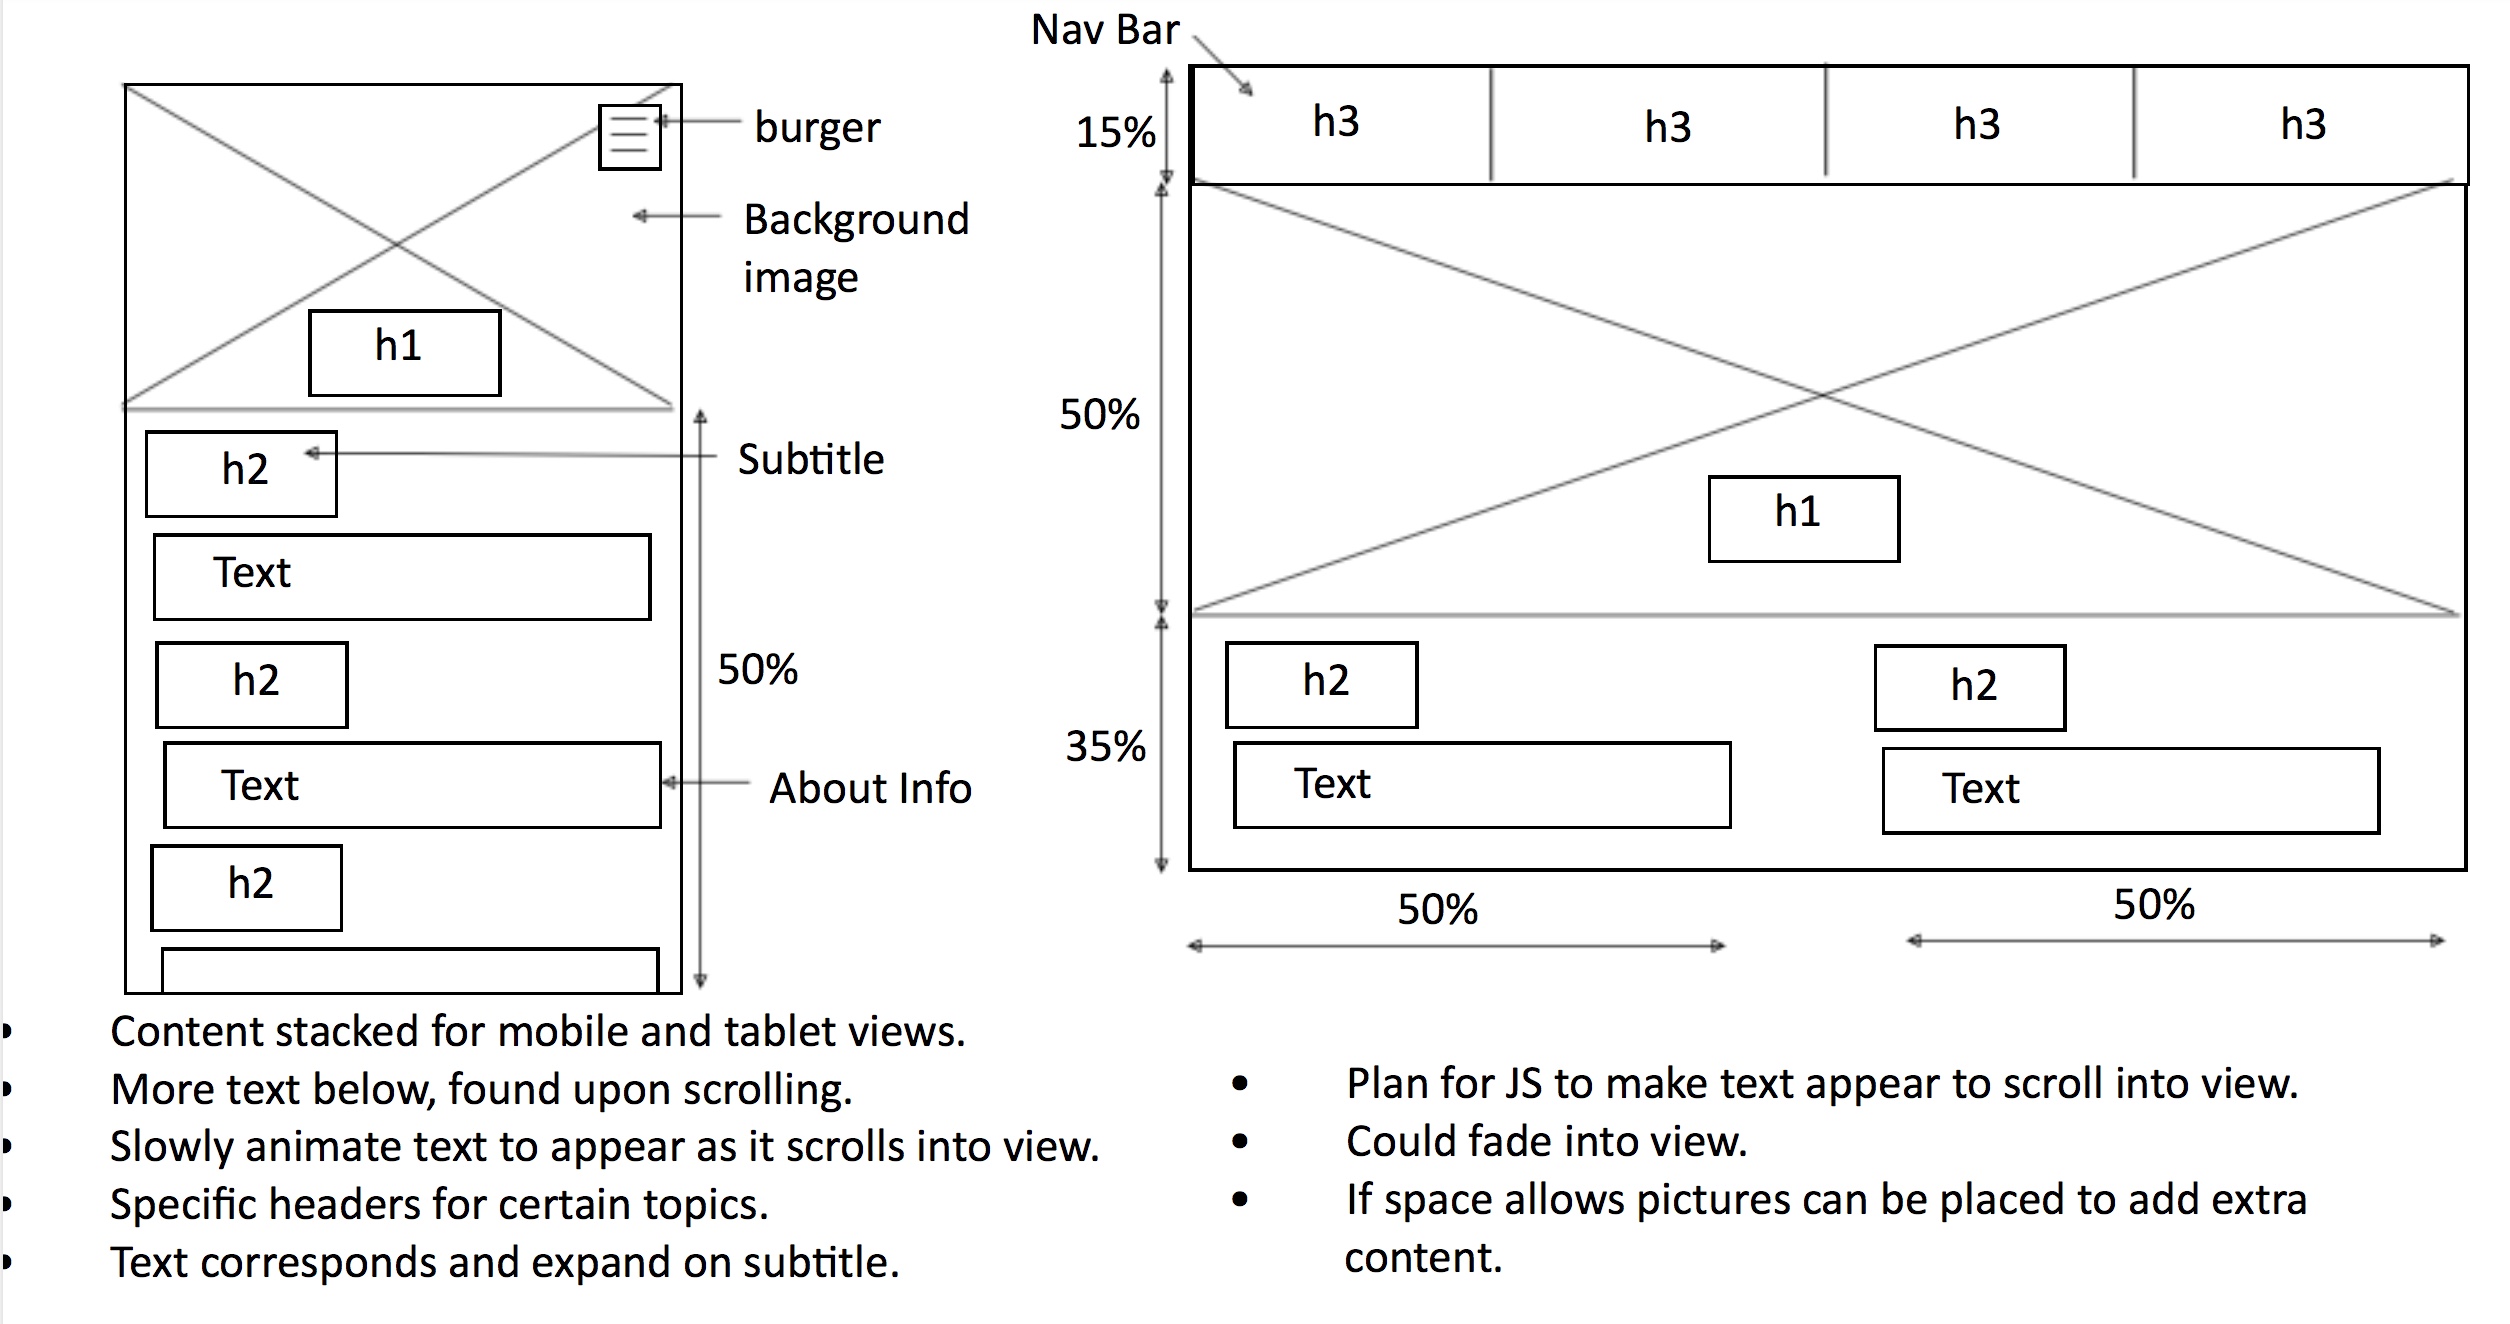 burger
Background
image
h1
h2
Subtitle
Text
h2
50%
Text
About Info
h2
• Content stacked for mobile and tablet views.
• More text below, found upon scrolling.
• Slowly animate text to appear as it scrolls into view.
• Specific headers for certain topics.
• Text corresponds and expand on subtitle.
Nav Bar
15%
h3 h3 h3 h3
50%
h1
h2 h2
35%
Text Text
50% 50%
• Plan for JS to make text appear to scroll into view.
• Could fade into view.
• If space allows pictures can be placed to add extra
content.